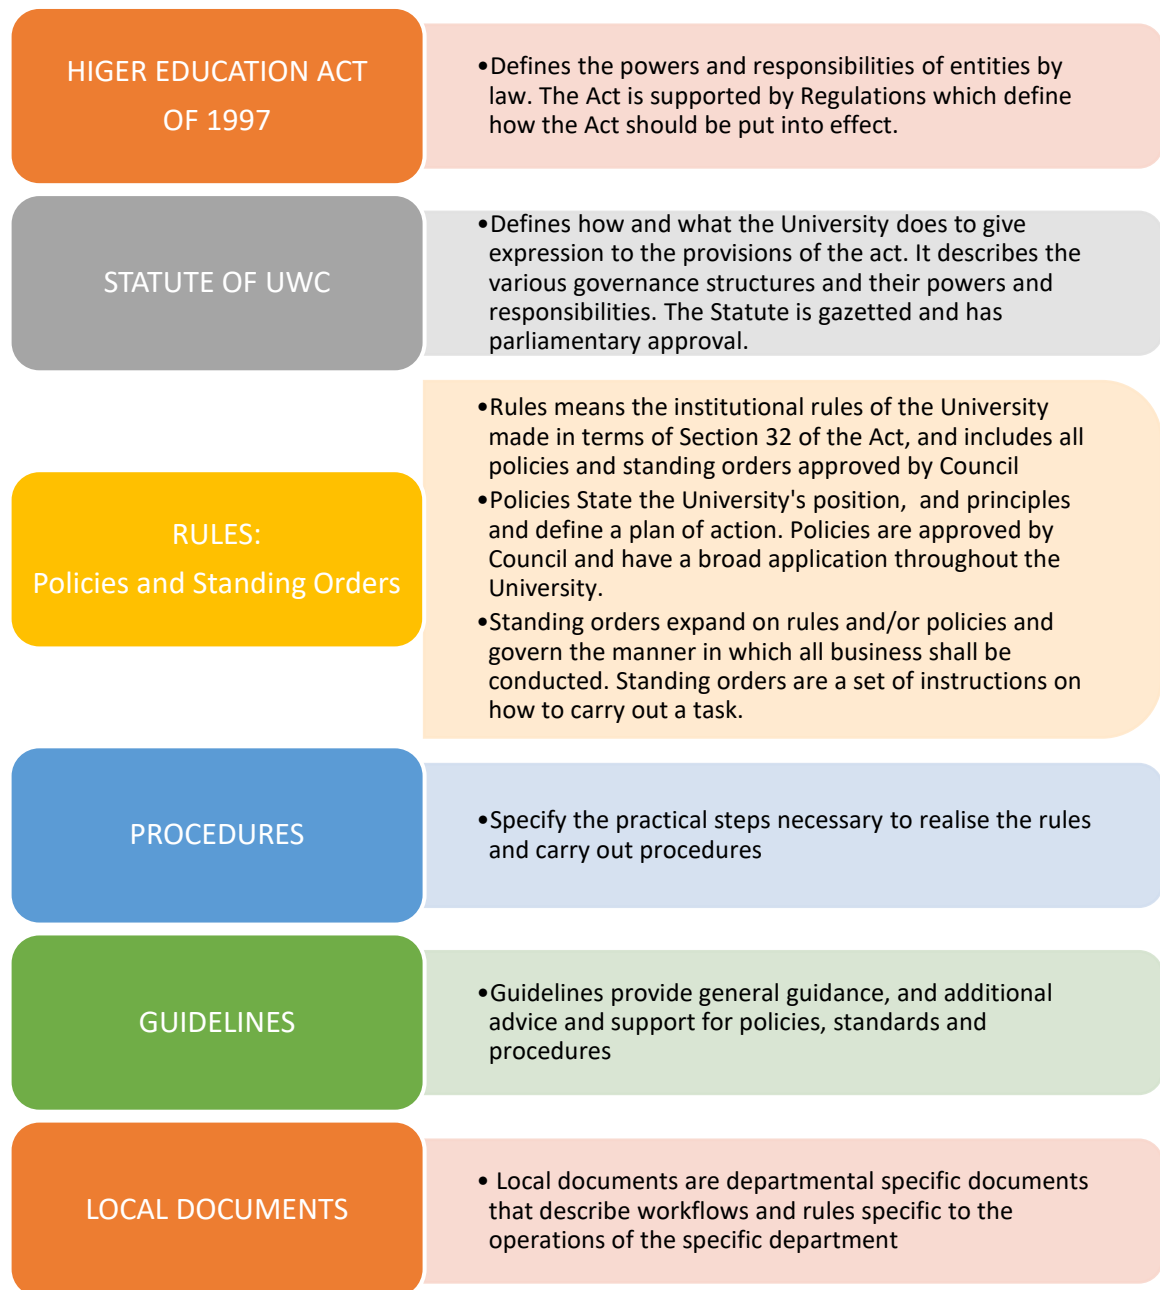 HIGER EDUCATION ACT
OF 1997
•Defines the powers and responsibilities of entities by
law. The Act is supported by Regulations which define
how the Act should be put into effect.
STATUTE OF UWC
•Defines how and what the University does to give
expression to the provisions of the act. It describes the
various governance structures and their powers and
responsibilities. The Statute is gazetted and has
parliamentary approval.
RULES:
Policies and Standing Orders
•Rules means the institutional rules of the University
made in terms of Section 32 of the Act, and includes all
policies and standing orders approved by Council
•Policies State the University's position,  and principles
and define a plan of action. Policies are approved by
Council and have a broad application throughout the
University.
•Standing orders expand on rules and/or policies and
govern the manner in which all business shall be
conducted. Standing orders are a set of instructions on
how to carry out a task.
PROCEDURES
•Specify the practical steps necessary to realise the rules
and carry out procedures
GUIDELINES
•Guidelines provide general guidance, and additional
advice and support for policies, standards and
procedures
LOCAL DOCUMENTS
• Local documents are departmental specific documents
that describe workflows and rules specific to the
operations of the specific department